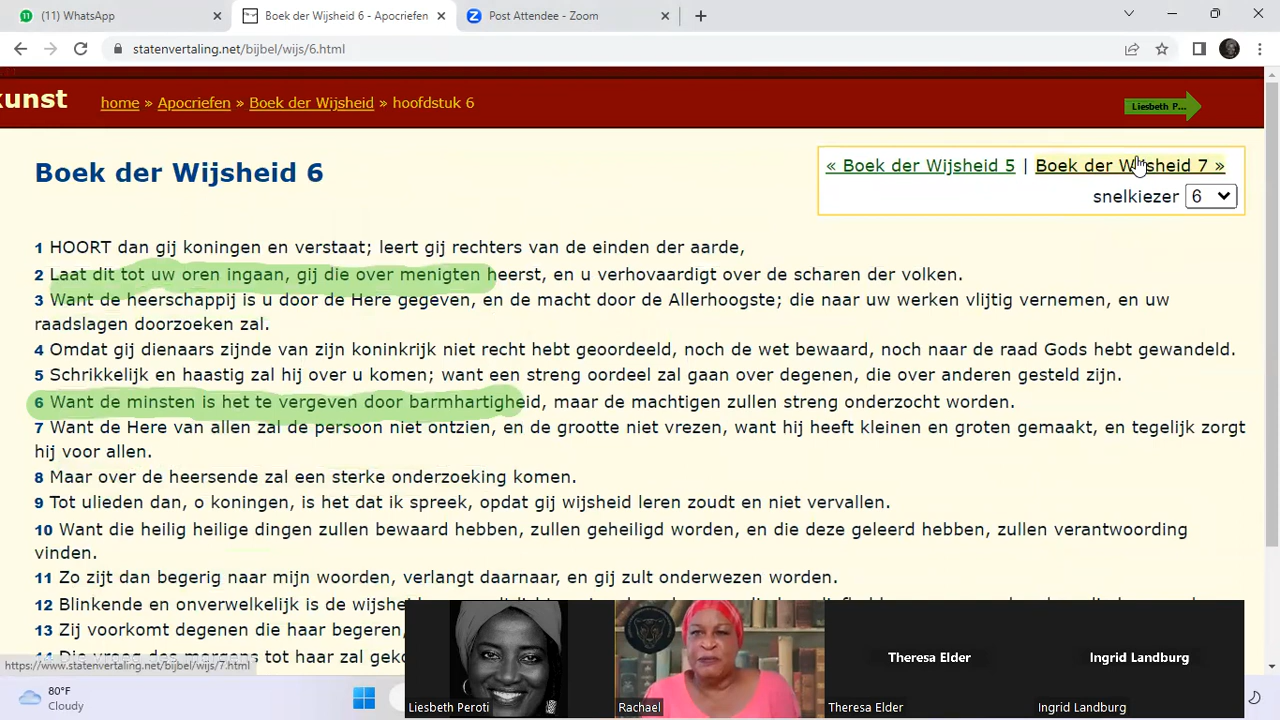 (11) WhatsApp
Boek der Wijsheid 6 - Apocriefen
Post Attendee - Zoom
statenvertaling.net/bijbel/wijs/6.html
kunst
home » Apocriefen » Boek der Wijsheid » hoofdstuk 6
Liesbeth P...
Boek der Wijsheid 6
« Boek der Wijsheid 5 | Boek der Wijsheid 7 »
snelkiezer 6
1 HOORT dan gij koningen en verstaat; leert gij rechters van de einden der aarde,
2 Laat dit tot uw oren ingaan, gij die over menigten heerst, en u verhovaardigt over de scharen der volken.
3 Want de heerschappij is u door de Here gegeven, en de macht door de Allerhoogste; die naar uw werken vlijtig vernemen, en uw
raadslagen doorzoeken zal.
4 Omdat gij dienaars zijnde van zijn koninkrijk niet recht hebt geoordeeld, noch de wet bewaard, noch naar de raad Gods hebt gewandeld.
5 Schrikkelijk en haastig zal hij over u komen; want een streng oordeel zal gaan over degenen, die over anderen gesteld zijn.
6 Want de minsten is het te vergeven door barmhartigheid, maar de machtigen zullen streng onderzocht worden.
7 Want de Here van allen zal de persoon niet ontzien, en de grootte niet vrezen, want hij heeft kleinen en groten gemaakt, en tegelijk zorgt
hij voor allen.
8 Maar over de heersende zal een sterke onderzoeking komen.
9 Tot ulieden dan, o koningen, is het dat ik spreek, opdat gij wijsheid leren zoudt en niet vervallen.
10 Want die heilig heilige dingen zullen bewaard hebben, zullen geheiligd worden, en die deze geleerd hebben, zullen verantwoording
vinden.
11 Zo zijt dan begerig naar mijn woorden, verlangt daarnaar, en gij zult onderwezen worden.
12 Blinkende en onverwelkelijk is de
13 Zij voorkomt degenen die haar begeren,
tot haar zal
https://www.statenvertaling.net/bijbel/wijs/7.html
Theresa Elder
Ingrid Landburg
80°F
Cloudy
Liesbeth Peroti
Rachael
Theresa Elder
Ingrid Landburg